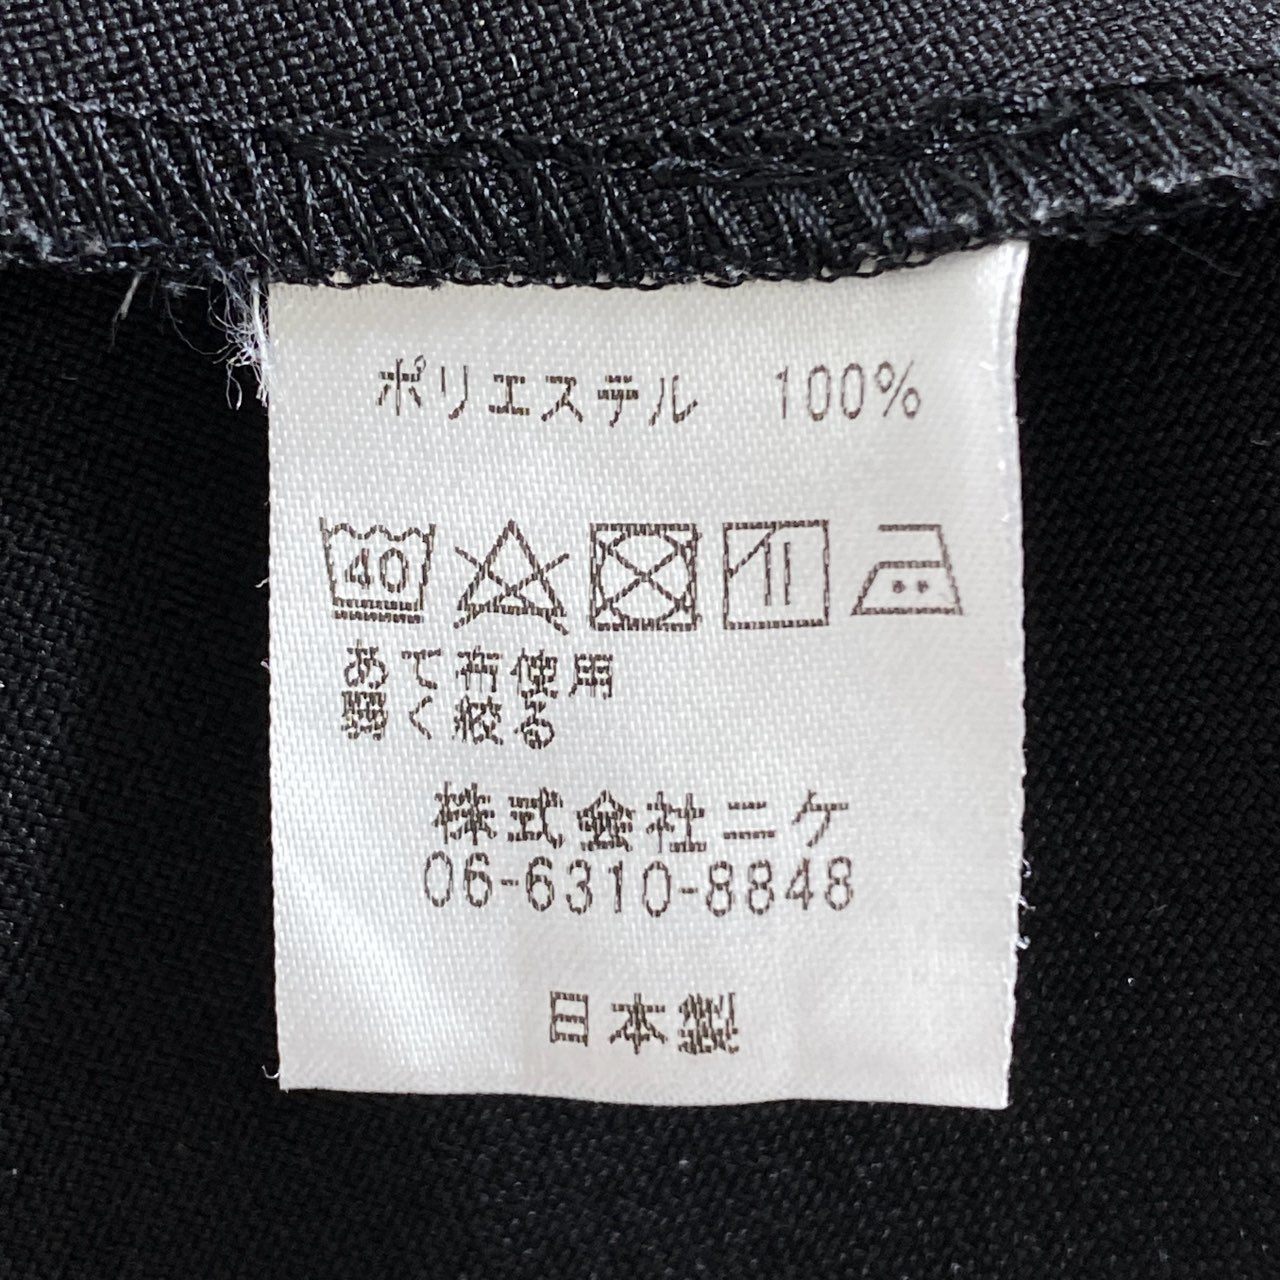 ポリエステル 100%
40
あて布使用
弱く絞る
株式会社ニケ
06-6310-8848
日本製